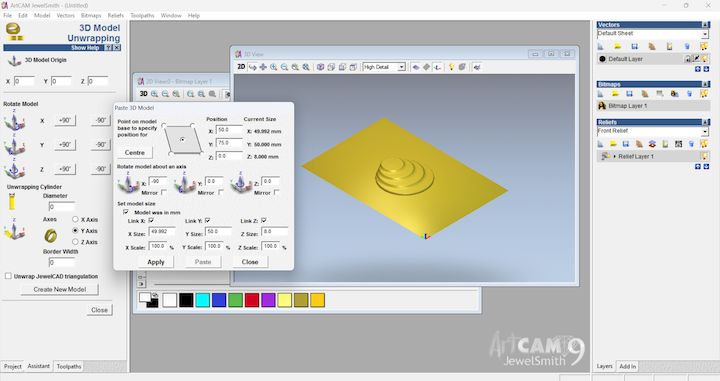 ArtCAM JewelSmith - (Untitled)
File Edit Model Vectors Bitmaps Reliefs Toolpaths Window Help
3D Model
Unwrapping
Show Help ? X
3D Model Origin
X 0 Y 0 Z 0
Rotate Model
X +90° -90°
Y +90° -90°
Z +90° -90°
Unwrapping Cylinder
Diameter
0
Axes
X Axis
Y Axis
Z Axis
Border Width
0
Unwrap JewelCAD triangulation
Create New Model
Close
Project Assistant Toolpaths
2D View:0 - Bitmap Layer 1
3D
Paste 3D Model
Point on model
base to specify
position for
Centre
Position Current Size
X: 50.0 X: 49.992 mm
Y: 75.0 Y: 50.000 mm
Z: 0.0 Z: 8.000 mm
Rotate model about an axis
X: -90 Y: 0.0 Z: 0.0
Mirror Mirror Mirror
Set model size
Model was in mm
Link X: Link Y: Link Z:
X Size: Y Size: Z Size:
49.992 50.0 8.0
X Scale: 100.0 % Y Scale: 100.0 % Z Scale: 100.0 %
Apply Paste Close
3D View
2D High Detail
ArtCAM Pro 9
JewelSmith
Vectors
Default Sheet
Default Layer
Bitmaps
Bitmap Layer 1
Reliefs
Front Relief
Relief Layer 1
Layers Add In